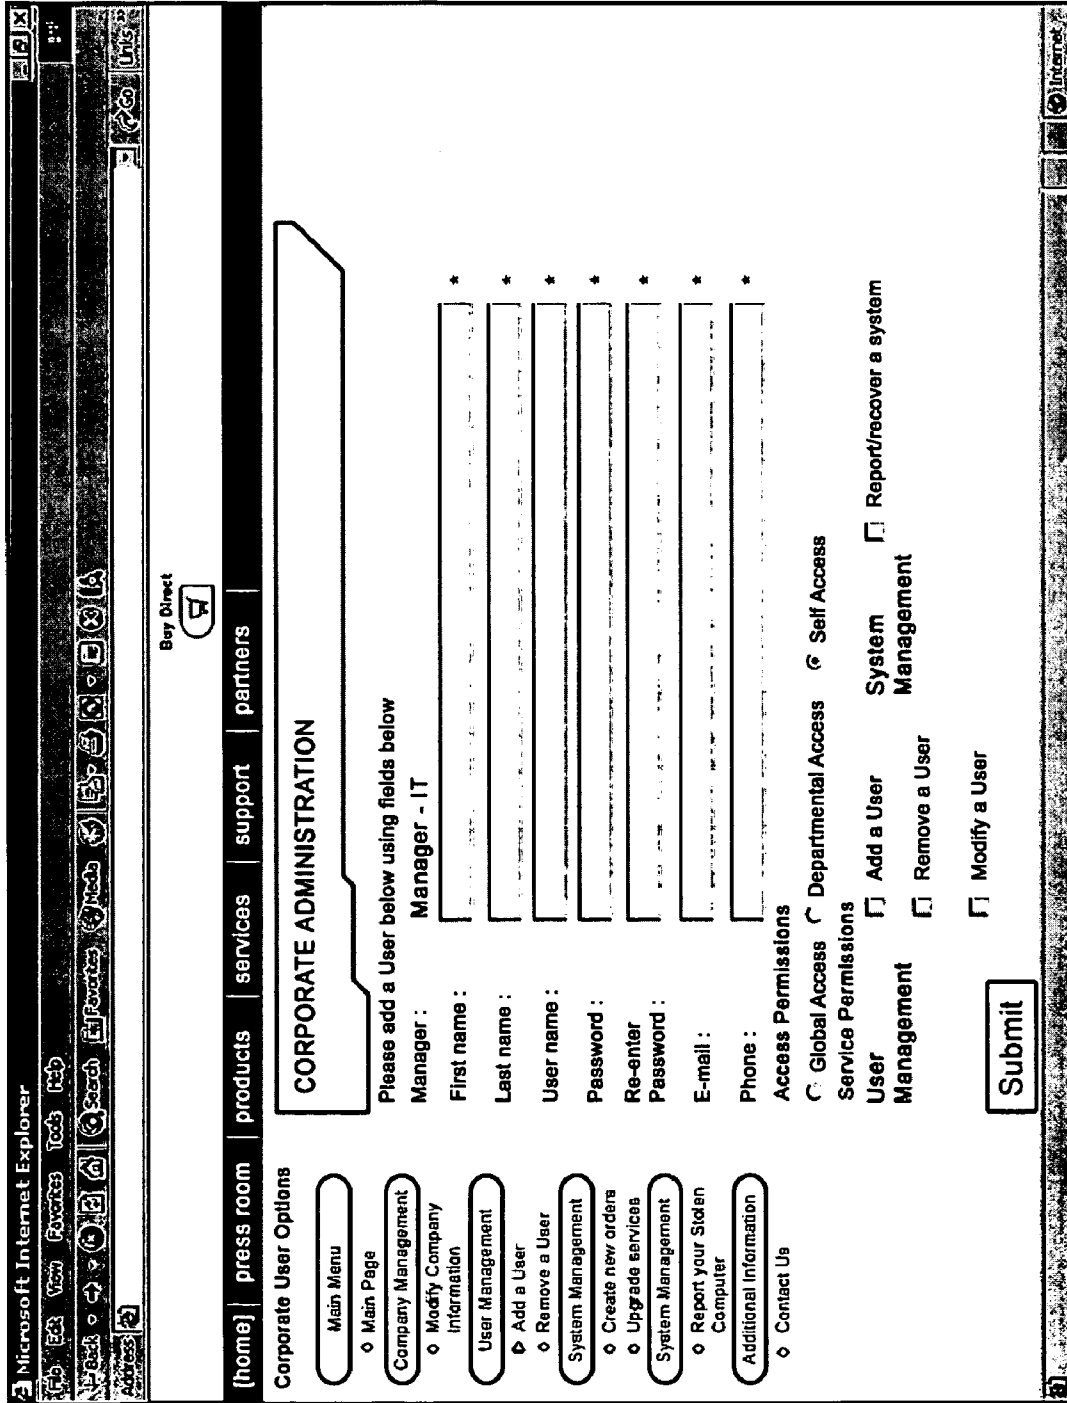 Microsoft Internet Explorer
File Edit View Favorites Tools Help
Back Search Favorites Media
Address Go Links »
Buy Direct
[home] | press room | products | services | support | partners
Corporate User Options
Main Menu
Main Page
Company Management
Modify Company
Information
User Management
Add a User
Remove a User
System Management
Create new orders
Upgrade services
System Management
Report your Stolen
Computer
Additional Information
Contact Us
CORPORATE ADMINISTRATION
Please add a User below using fields below
Manager : Manager - IT
First name : *
Last name : *
User name : *
Password : *
Re-enter
Password : *
E-mail : *
Phone : *
Access Permissions
Global Access Departmental Access Self Access
Service Permissions
User
Management
Add a User
Remove a User
Modify a User
System
Management
Report/recover a system
Submit
Internet